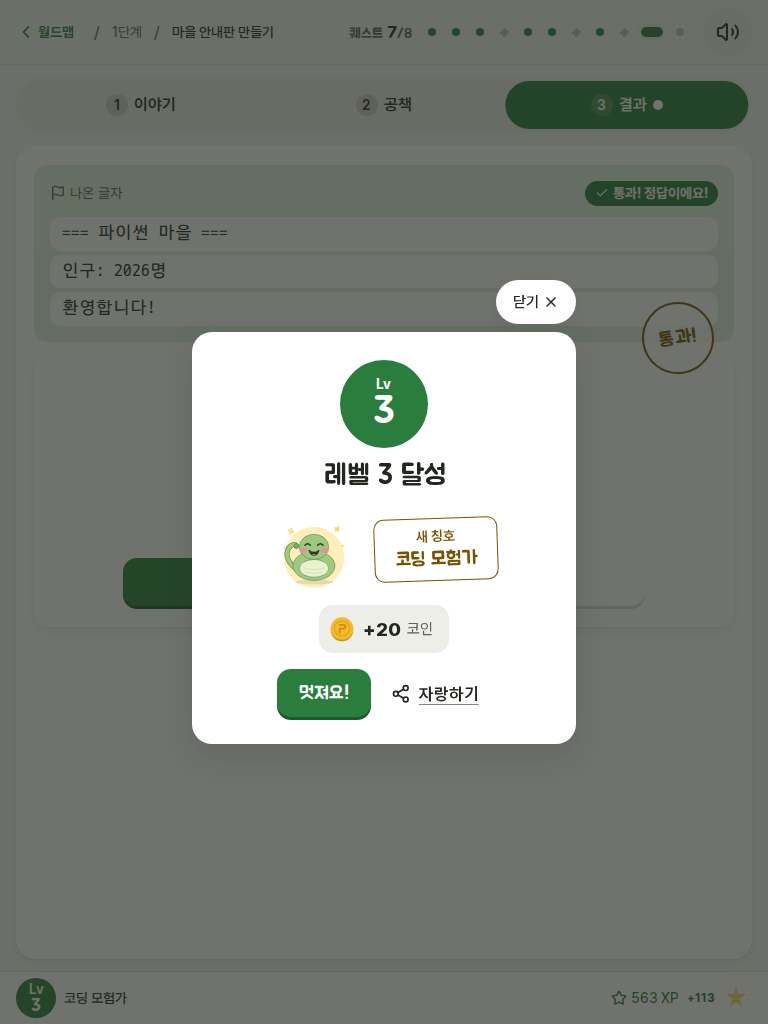 월드맵 / 1단계 / 마을 안내판 만들기
퀘스트 7/8
1 이야기
2 공책
3 결과
나온 글자
통과! 정답이에요!
=== 파이썬 마을 ===
인구: 2026명
환영합니다!
통과!
닫기
Lv
3
레벨 3 달성
새 칭호
코딩 모험가
+20 코인
멋져요!
자랑하기
Lv
3
코딩 모험가
563 XP +113